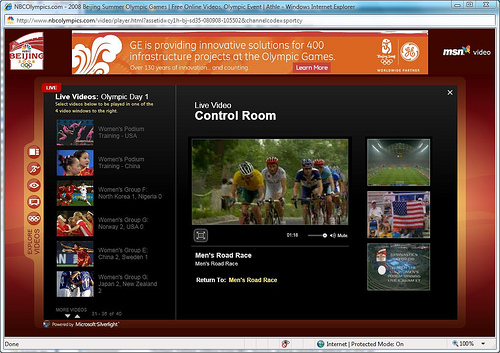 NBCOlympics.com - 2008 Beijing Summer Olympic Games | Free Online Videos, Olympic Event | Athle - Windows Internet Explorer
http://www.nbcolympics.com/video/player.html?assetid=cy1h-bj-sd35-080908-105502&channelcode=sportcy
BEIJING
GE is providing innovative solutions for 400
infrastructure projects at the Olympic Games.
Over 130 years of innovation... and counting.
Learn More
Beijing 2008
WORLDWIDE PARTNER
msn video
LIVE
Live Videos: Olympic Day 1
Select videos below to be played in one of the
4 video windows to the right.
Women's Podium
Training - USA
Women's Podium
Training - China
Women's Group F:
North Korea 1, Nigeria 0
Women's Group G:
Norway 2, USA 0
Women's Group E:
China 2, Sweden 1
Women's Group G:
Japan 2, New Zealand
2
MORE VIDEOS
31 - 36 of 40
EXPLORE
VIDEOS
Powered by Microsoft Silverlight
Live Video
Control Room
01:16
Mute
Men's Road Race
Men's Road Race
Return To: Men's Road Race
Done
Internet | Protected Mode: On
100%